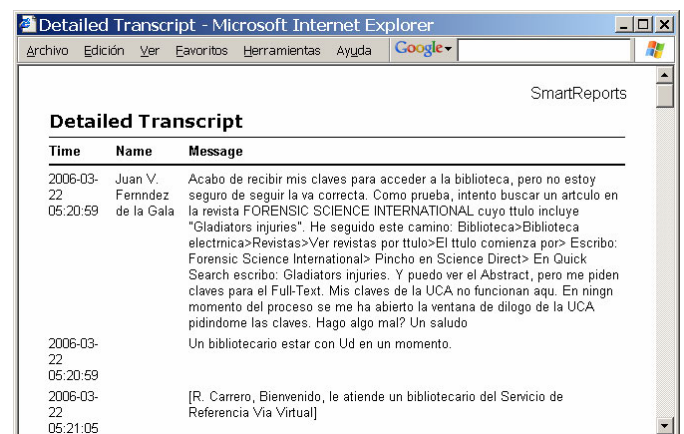 Detailed Transcript - Microsoft Internet Explorer
Archivo Edición Ver Favoritos Herramientas Ayuda Google
SmartReports
Detailed Transcript
Time Name Message
2006-03-22 05:20:59 Juan V. Fernndez de la Gala Acabo de recibir mis claves para acceder a la biblioteca, pero no estoy
seguro de seguir la va correcta. Como prueba, intento buscar un artculo en
la revista FORENSIC SCIENCE INTERNATIONAL cuyo ttulo incluye
"Gladiators injuries". He seguido este camino: Biblioteca>Biblioteca
electrnica>Revistas>Ver revistas por ttulo>El ttulo comienza por> Escribo:
Forensic Science International> Pincho en Science Direct> En Quick
Search escribo: Gladiators injuries. Y puedo ver el Abstract, pero me piden
claves para el Full-Text. Mis claves de la UCA no funcionan aqu. En ningn
momento del proceso se me ha abierto la ventana de dilogo de la UCA
pidindome las claves. Hago algo mal? Un saludo
2006-03-22 05:20:59 Un bibliotecario estar con Ud en un momento.
2006-03-22 05:21:05 [R. Carrero, Bienvenido, le atiende un bibliotecario del Servicio de
Referencia Via Virtual]